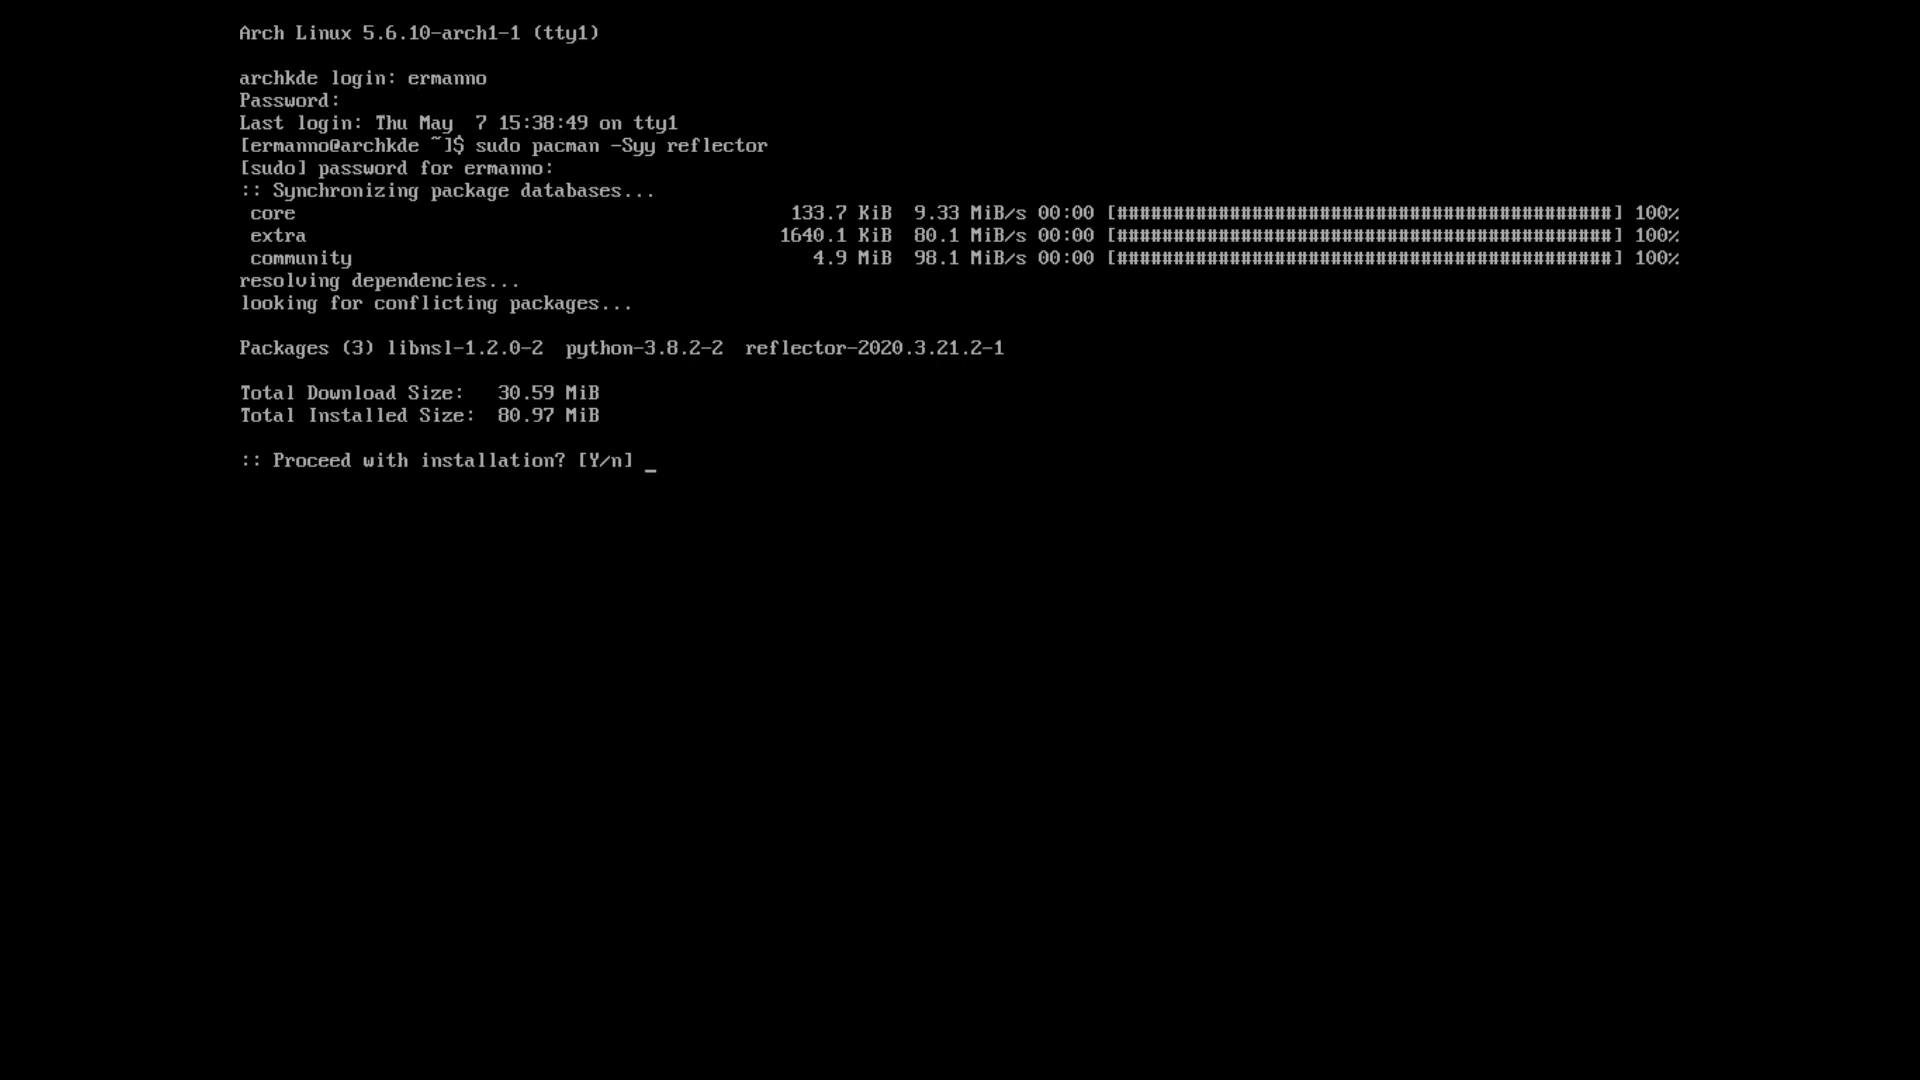 Arch Linux 5.6.10-arch1-1 (tty1)
archkde login: ermanno
Password:
Last login: Thu May  7 15:38:49 on tty1
[ermanno@archkde ~]$ sudo pacman -Syy reflector
[sudo] password for ermanno:
:: Synchronizing package databases...
 core 133.7 KiB  9.33 MiB/s 00:00 [############################################] 100%
 extra 1640.1 KiB  80.1 MiB/s 00:00 [############################################] 100%
 community 4.9 MiB  98.1 MiB/s 00:00 [############################################] 100%
resolving dependencies...
looking for conflicting packages...
Packages (3) libnsl-1.2.0-2  python-3.8.2-2  reflector-2020.3.21.2-1
Total Download Size:   30.59 MiB
Total Installed Size:  80.97 MiB
:: Proceed with installation? [Y/n] _